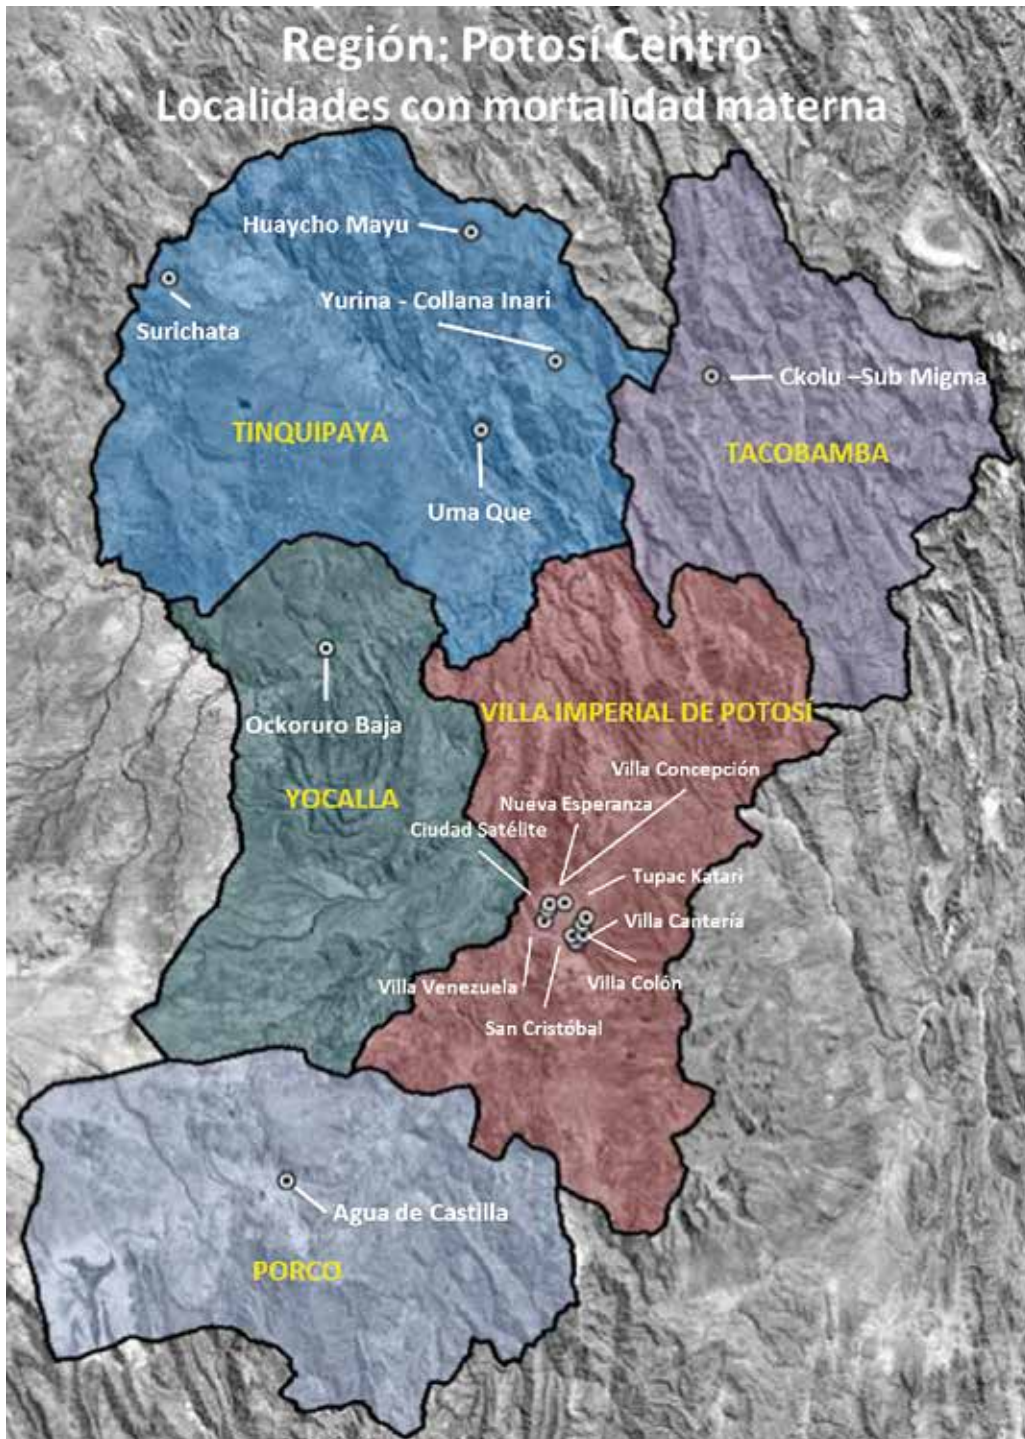 Región: Potosí Centro
Localidades con mortalidad materna
Huaycho Mayu
Yurina - Collana Inari
Surichata
Ckolu –Sub Migma
TINQUIPAYA
TACOBAMBA
Uma Que
VILLA IMPERIAL DE POTOSÍ
Ockoruro Baja
Villa Concepción
YOCALLA
Nueva Esperanza
Ciudad Satélite
Tupac Katari
Villa Cantería
Villa Venezuela
Villa Colón
San Cristóbal
Agua de Castilla
PORCO